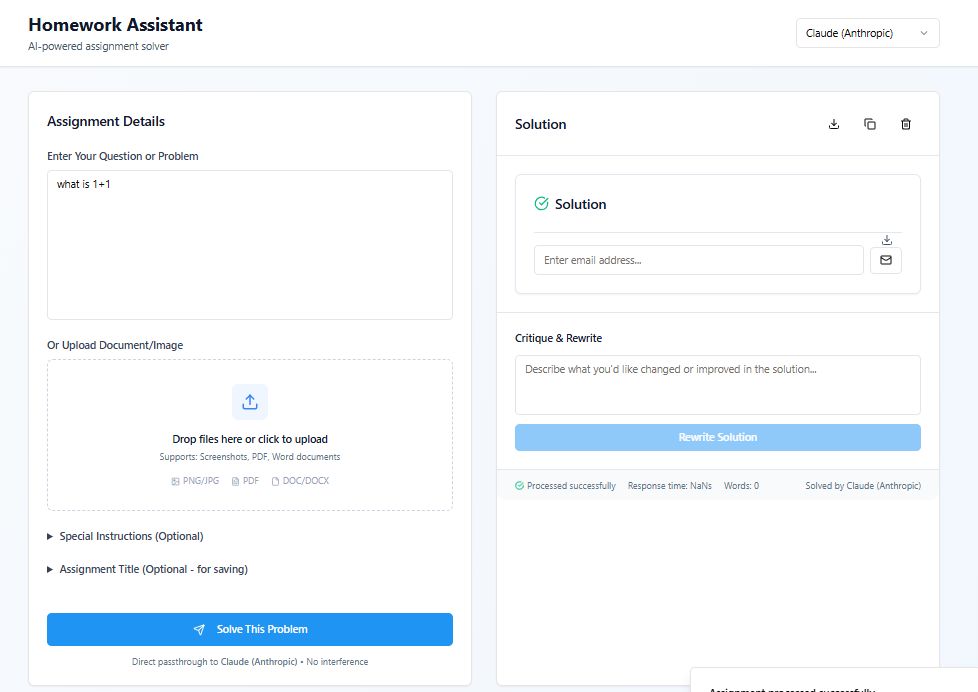 Homework Assistant
AI-powered assignment solver
Claude (Anthropic)
Assignment Details
Enter Your Question or Problem
what is 1+1
Or Upload Document/Image
Drop files here or click to upload
Supports: Screenshots, PDF, Word documents
PNG/JPG PDF DOC/DOCX
Special Instructions (Optional)
Assignment Title (Optional - for saving)
Solve This Problem
Direct passthrough to Claude (Anthropic) • No interference
Solution
Solution
Enter email address...
Critique & Rewrite
Describe what you'd like changed or improved in the solution...
Rewrite Solution
Processed successfully Response time: NaNs Words: 0 Solved by Claude (Anthropic)
Assignment processed successfully